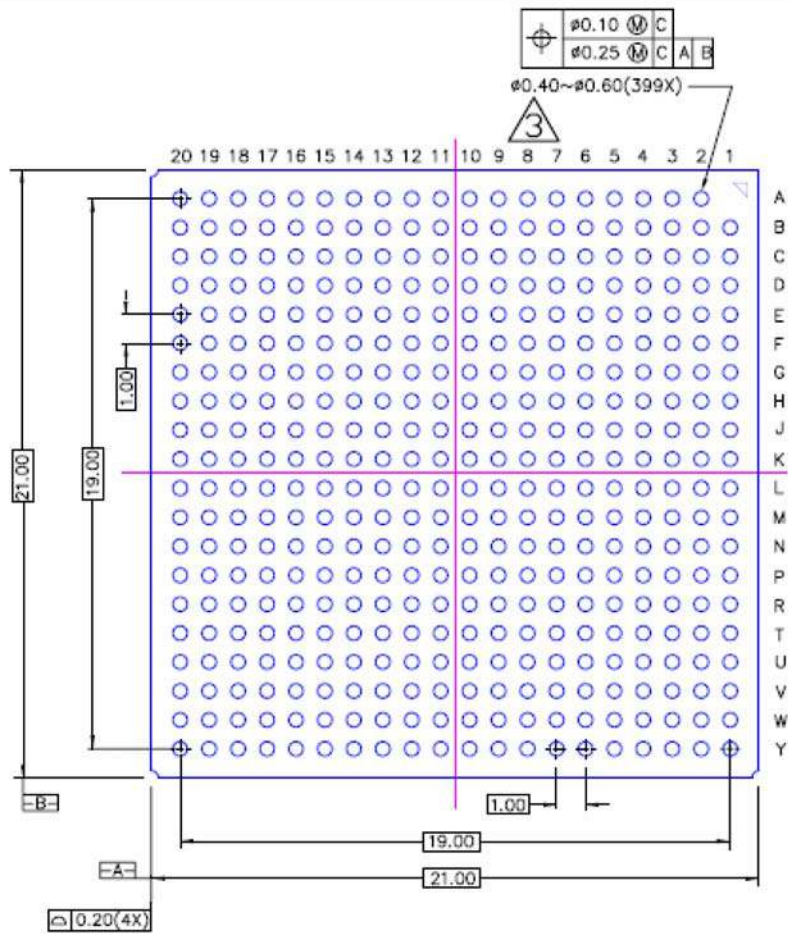 ⌖ ø0.10 Ⓜ C
ø0.25 Ⓜ C A B
ø0.40~ø0.60(399X)
3
20 19 18 17 16 15 14 13 12 11 10 9 8 7 6 5 4 3 2 1
A
B
C
D
E
F
G
H
J
K
L
M
N
P
R
T
U
V
W
Y
1.00
19.00
21.00
-B-
1.00
19.00
-A-
21.00
⌓ 0.20(4X)